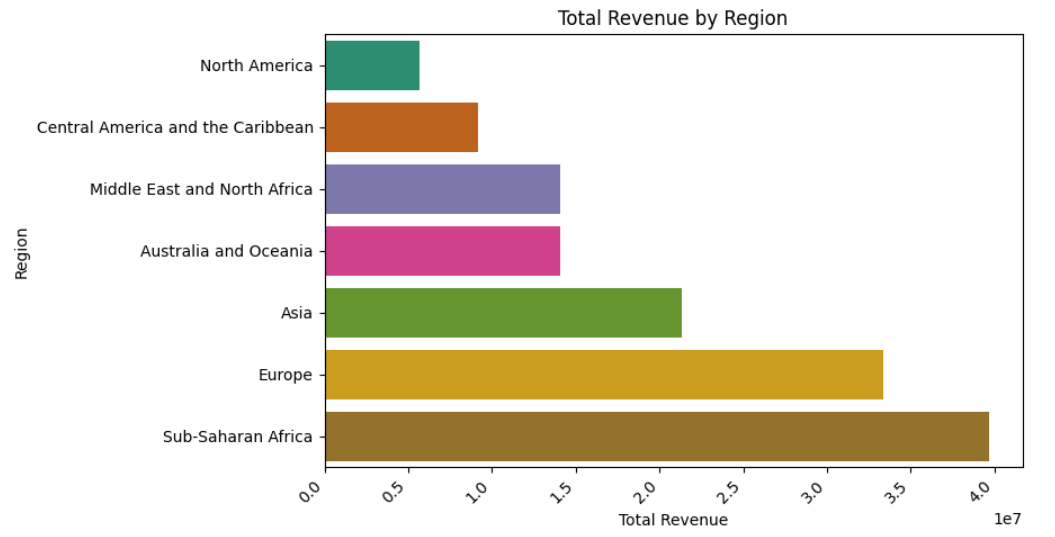 Total Revenue by Region
North America
Central America and the Caribbean
Middle East and North Africa
Australia and Oceania
Asia
Europe
Sub-Saharan Africa
Region
0.0 0.5 1.0 1.5 2.0 2.5 3.0 3.5 4.0
1e7
Total Revenue